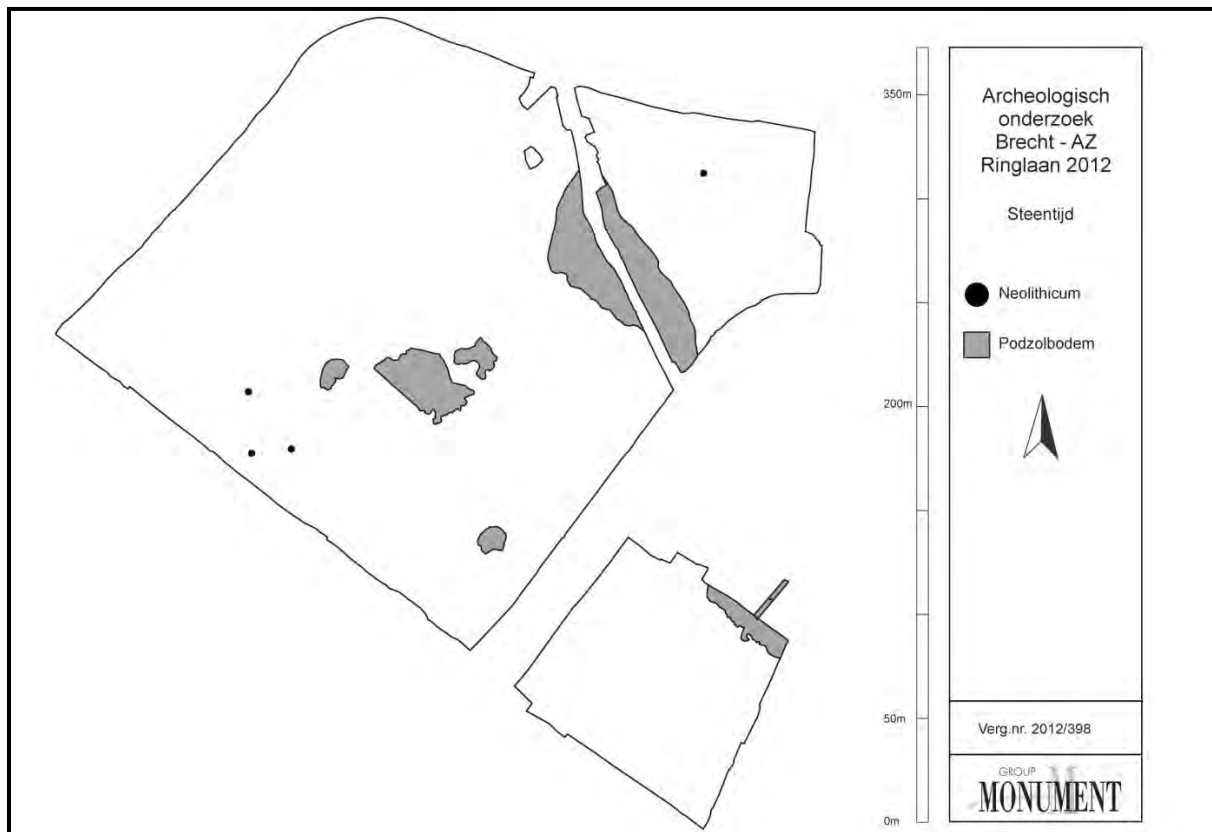 350m
200m
50m
0m
Archeologisch
onderzoek
Brecht - AZ
Ringlaan 2012
Steentijd
Neolithicum
Podzolbodem
Verg.nr. 2012/398
GROUP
MONUMENT